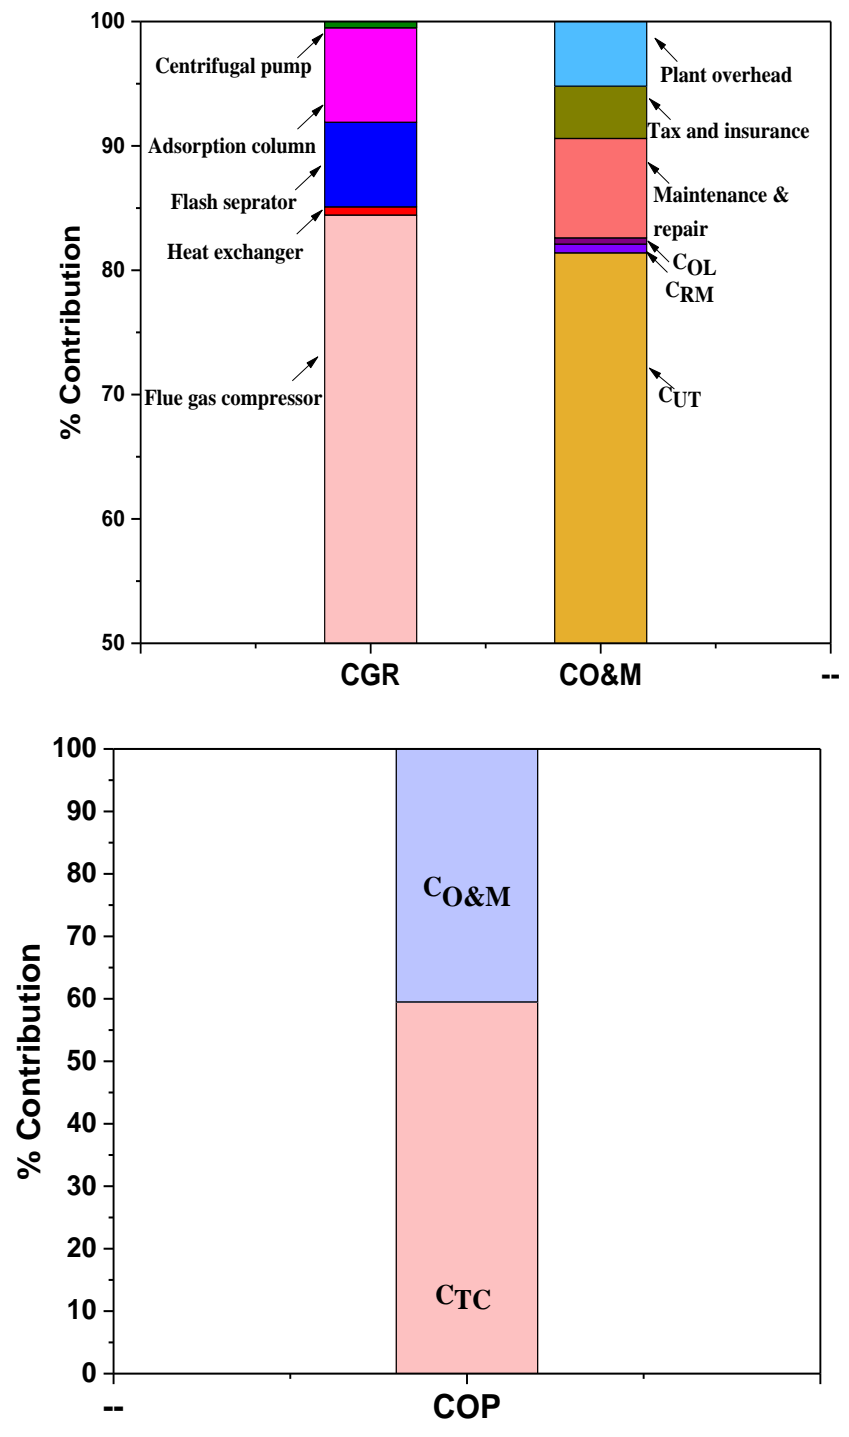 100
90
80
70
60
50
% Contribution
Centrifugal pump
Adsorption column
Flash seprator
Heat exchanger
Flue gas compressor
Plant overhead
Tax and insurance
Maintenance &
repair
COL
CRM
CUT
CGR
CO&M
--
100
90
80
70
60
50
40
30
20
10
0
% Contribution
CO&M
CTC
--
COP